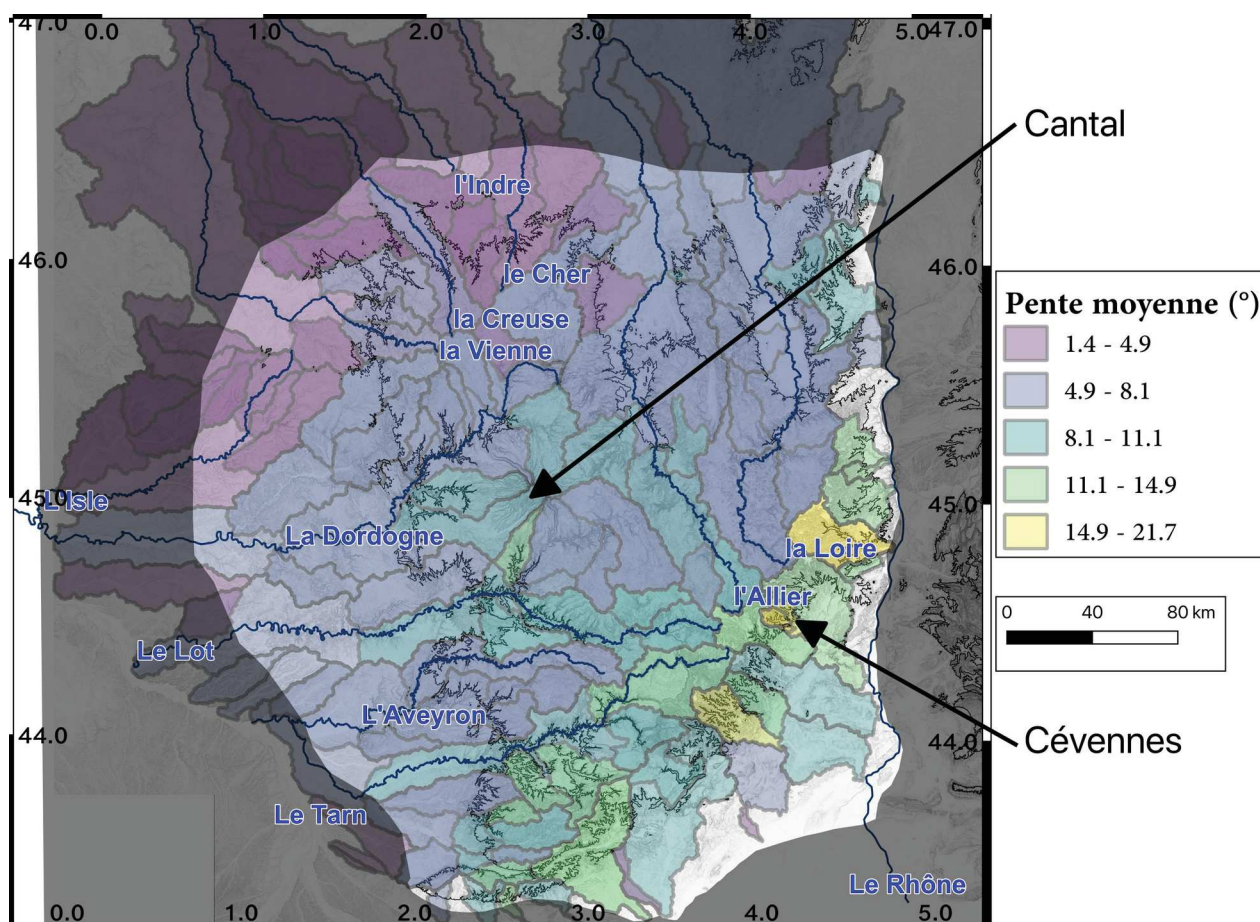 47.0 0.0 1.0 2.0 3.0 4.0 5.0 47.0
Cantal
l'Indre
46.0 le Cher 46.0
la Creuse
la Vienne
Pente moyenne (°)
1.4 - 4.9
4.9 - 8.1
8.1 - 11.1
11.1 - 14.9
14.9 - 21.7
45.0 L'Isle 45.0
La Dordogne
la Loire
l'Allier
0 40 80 km
Le Lot
L'Aveyron
44.0 44.0
Cévennes
Le Tarn
Le Rhône
0.0 1.0 2.0 3.0 4.0 5.0